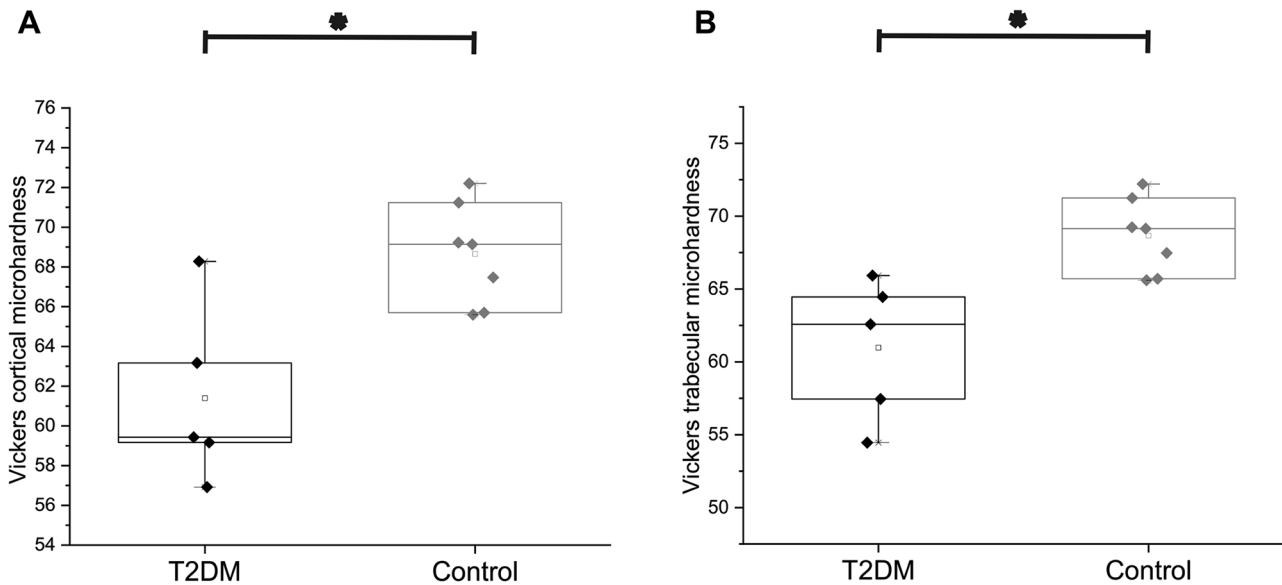 A
*
Vickers cortical microhardness
76
74
72
70
68
66
64
62
60
58
56
54
T2DM
Control
B
*
Vickers trabecular microhardness
75
70
65
60
55
50
T2DM
Control